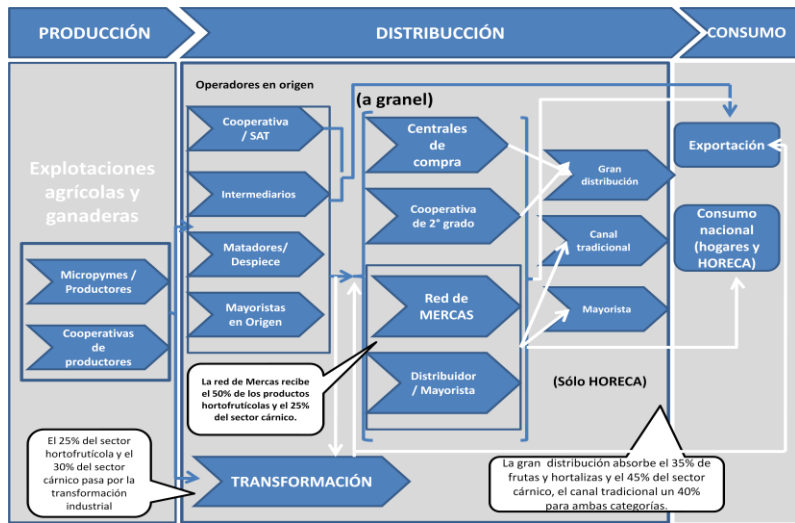 PRODUCCIÓN
DISTRIBUCCIÓN
CONSUMO
Explotaciones
agrícolas y
ganaderas
Micropymes /
Productores
Cooperativas
de
productores
Operadores en origen
Cooperativa
/ SAT
Intermediarios
Matadores/
Despiece
Mayoristas
en Origen
(a granel)
Centrales
de
compra
Cooperativa
de 2° grado
Red de
MERCAS
Distribuidor
/ Mayorista
Gran
distribución
Canal
tradicional
Mayorista
(Sólo HORECA)
Exportación
Consumo
nacional
(hogares y
HORECA)
La red de Mercas recibe
el 50% de los productos
hortofrutícolas y el 25%
del sector cárnico.
El 25% del sector
hortofrutícola y el
30% del sector
cárnico pasa por la
transformación
industrial
TRANSFORMACIÓN
La gran distribución absorbe el 35% de
frutas y hortalizas y el 45% del sector
cárnico, el canal tradicional un 40%
para ambas categorías.